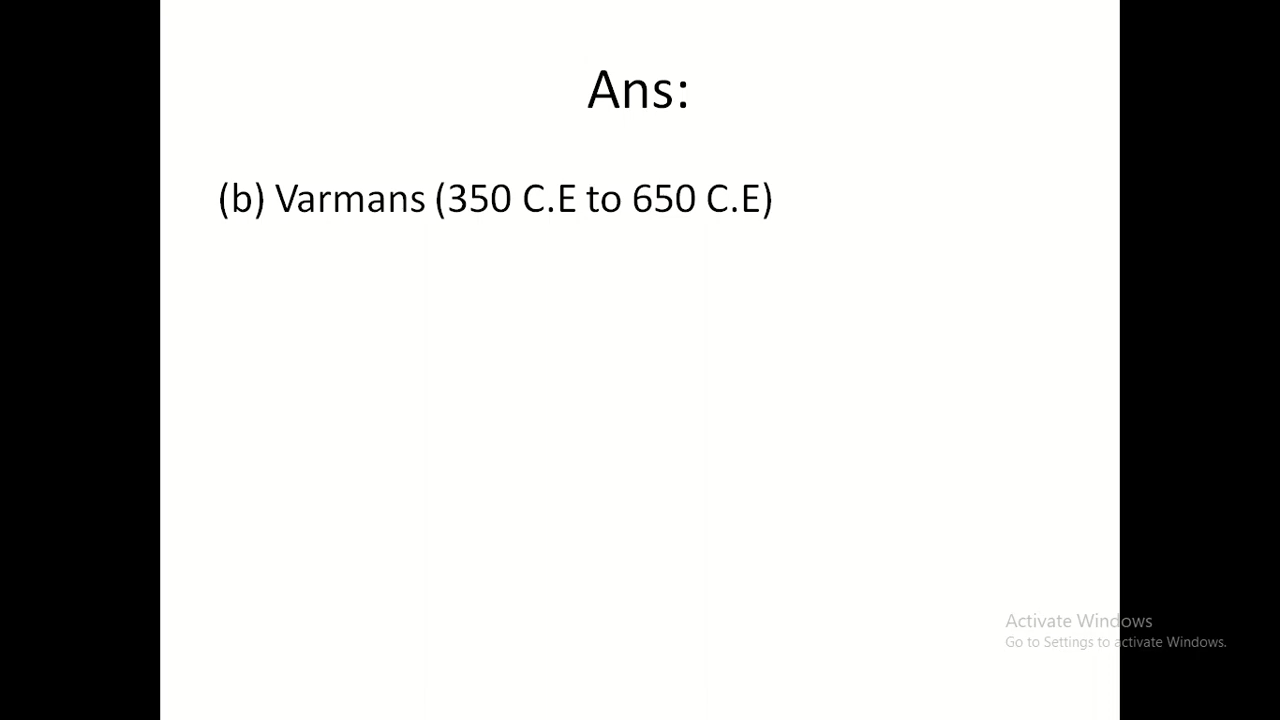 Ans:
(b) Varmans (350 C.E to 650 C.E)
Activate Windows
Go to Settings to activate Windows.